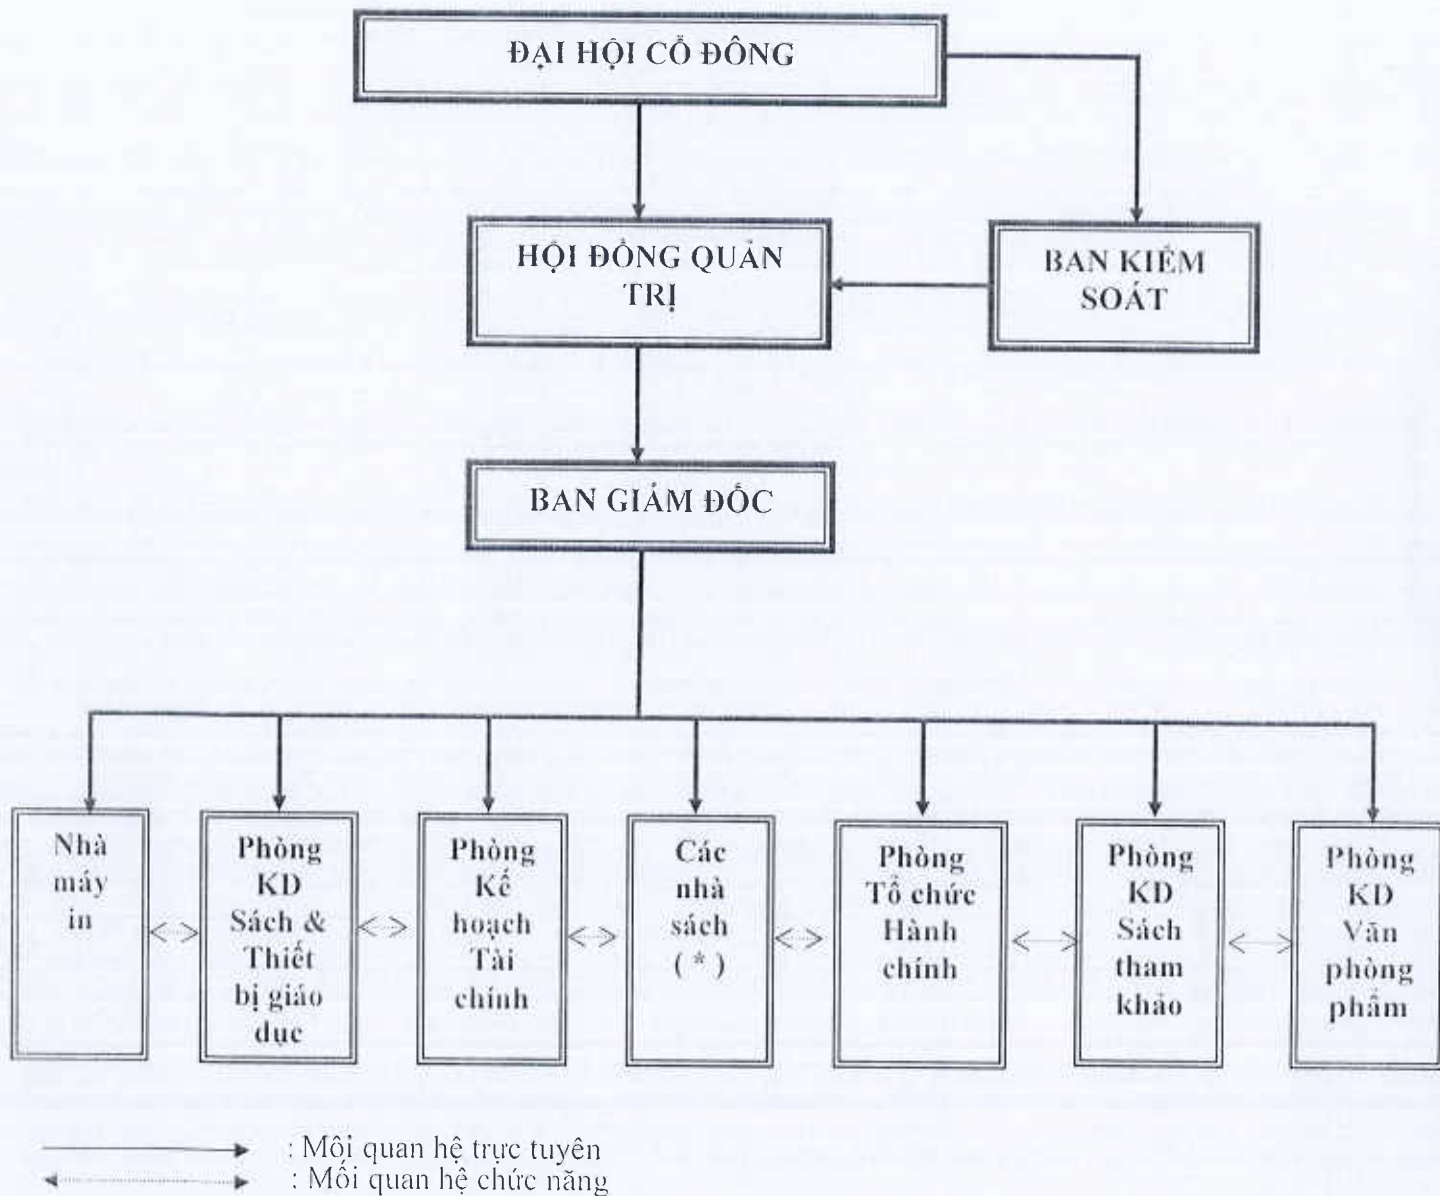 ĐẠI HỘI CỔ ĐÔNG
HỘI ĐỒNG QUẢN
TRỊ
BAN KIỂM
SOÁT
BAN GIÁM ĐỐC
Nhà
máy
in
Phòng
KD
Sách &
Thiết
bị giáo
dục
Phòng
Kế
hoạch
Tài
chính
Các
nhà
sách
( * )
Phòng
Tổ chức
Hành
chính
Phòng
KD
Sách
tham
khảo
Phòng
KD
Văn
phòng
phẩm
: Mối quan hệ trực tuyến
: Mối quan hệ chức năng